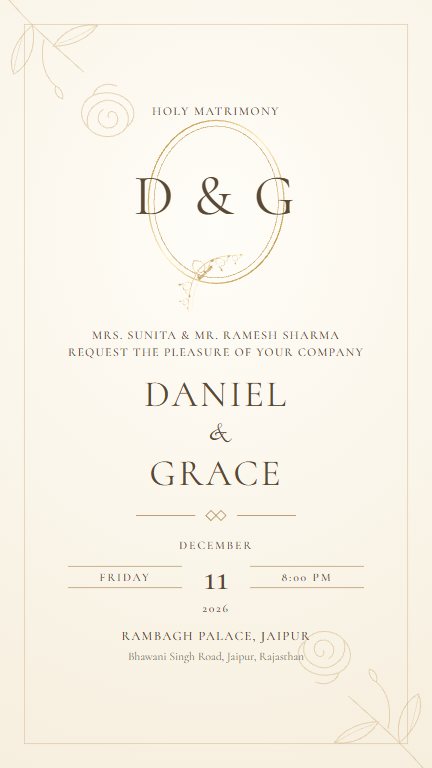 HOLY MATRIMONY
D & G
MRS. SUNITA & MR. RAMESH SHARMA
REQUEST THE PLEASURE OF YOUR COMPANY
DANIEL
&
GRACE
DECEMBER
FRIDAY 11 8:00 PM
2026
RAMBAGH PALACE, JAIPUR
Bhawani Singh Road, Jaipur, Rajasthan